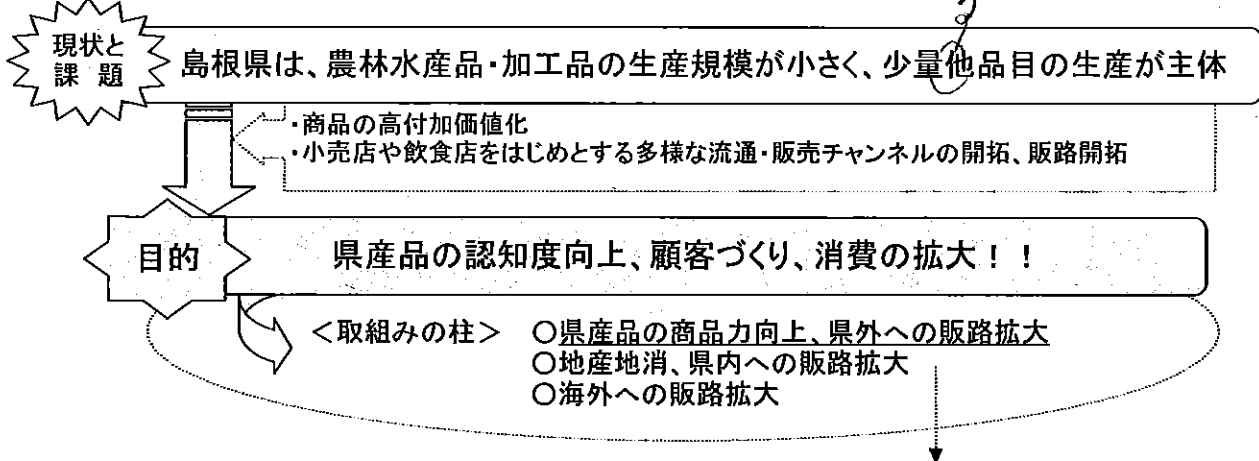 現状と
課題
島根県は、農林水産品・加工品の生産規模が小さく、少量他品目の生産が主体
・商品の高付加価値化
・小売店や飲食店をはじめとする多様な流通・販売チャンネルの開拓、販路開拓
目的
県産品の認知度向上、顧客づくり、消費の拡大！！
＜取組みの柱＞ ○県産品の商品力向上、県外への販路拡大
○地産地消、県内への販路拡大
○海外への販路拡大